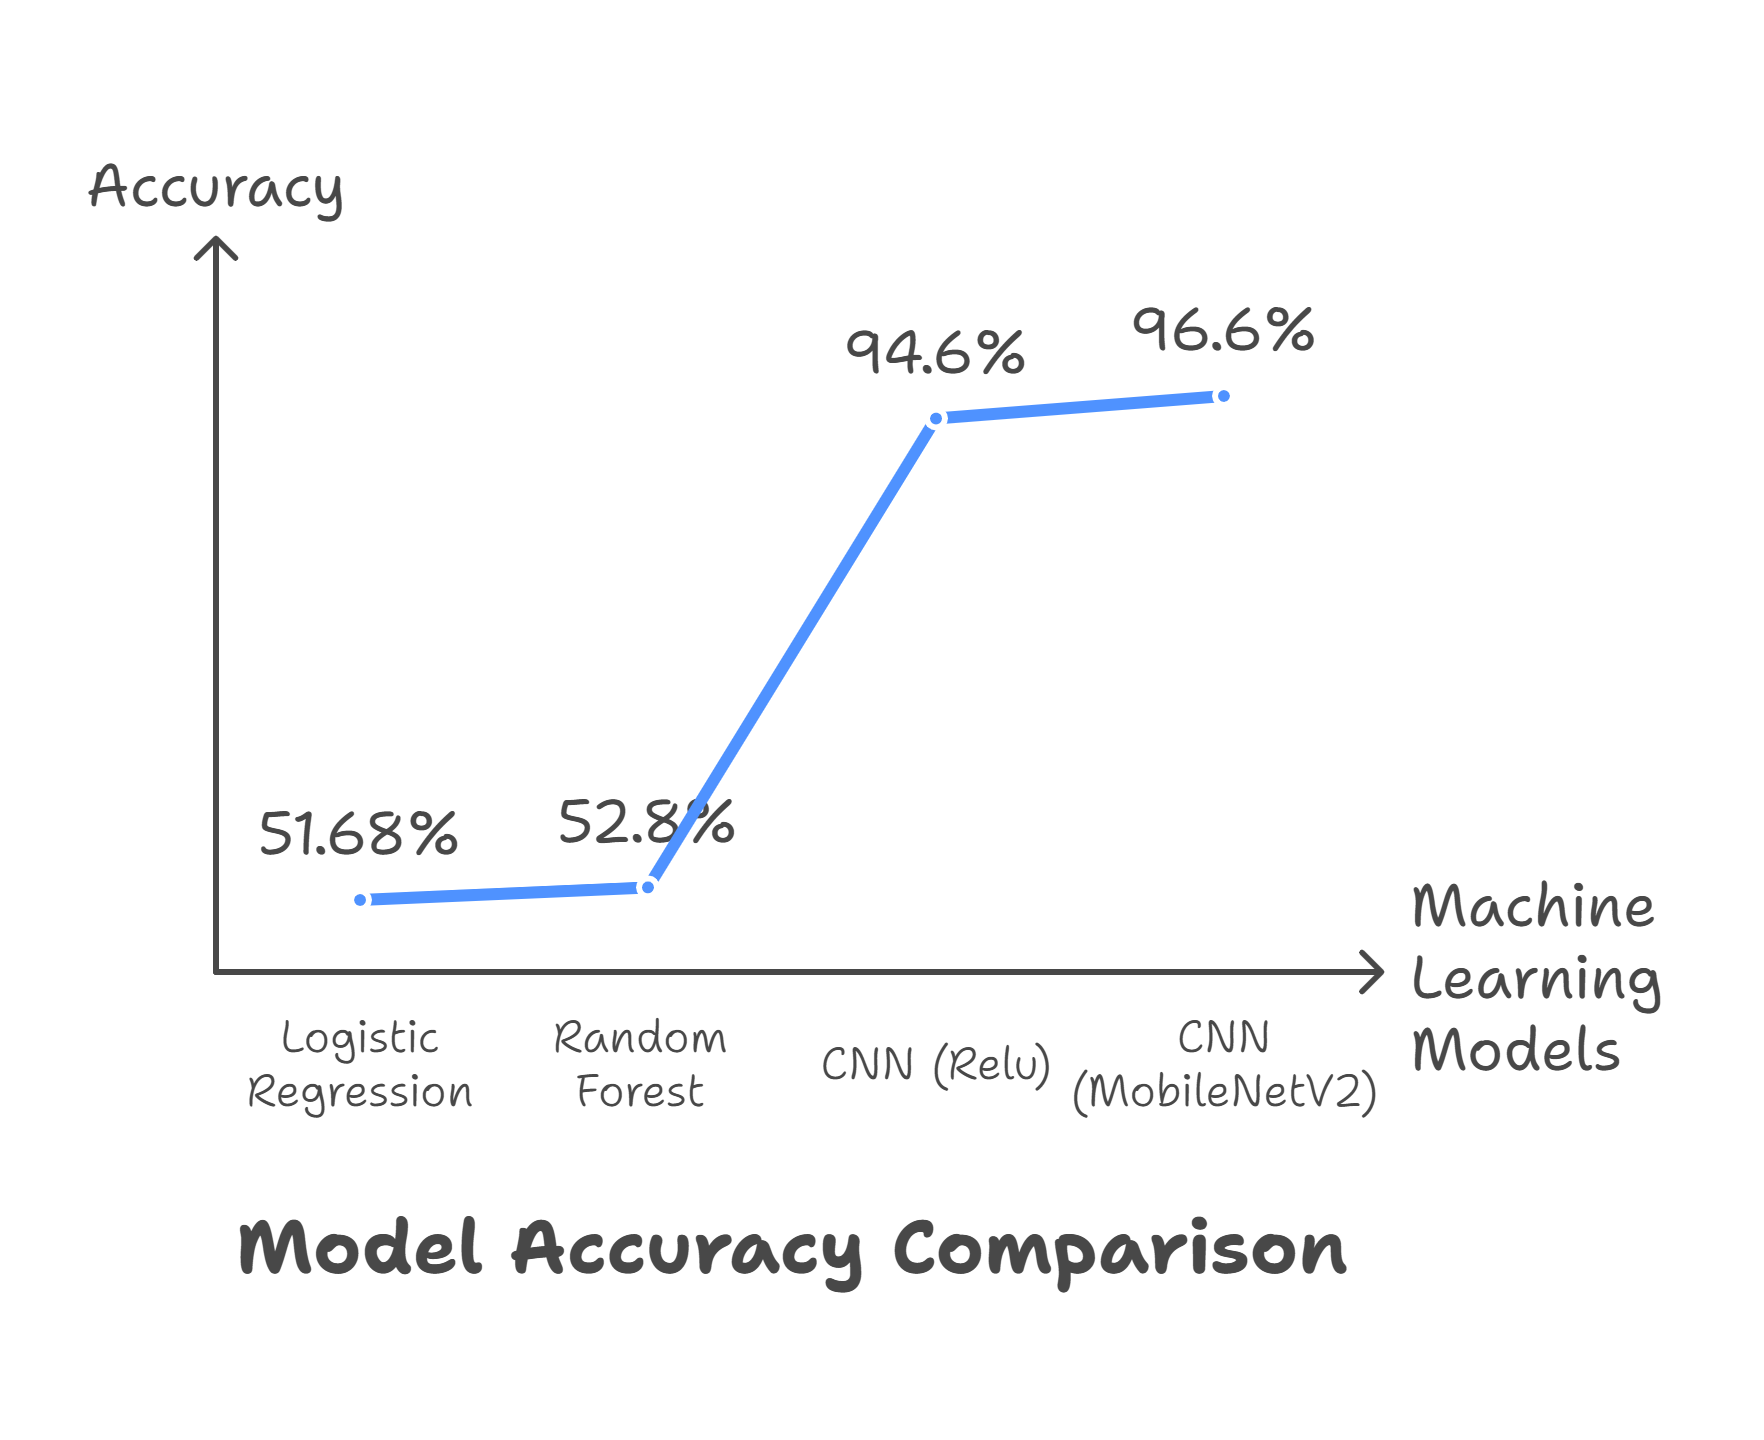 Accuracy
94.6%
96.6%
51.68%
52.8%
Machine
Learning
Models
Logistic
Regression
Random
Forest
CNN (Relu)
CNN
(MobileNetV2)
Model Accuracy Comparison